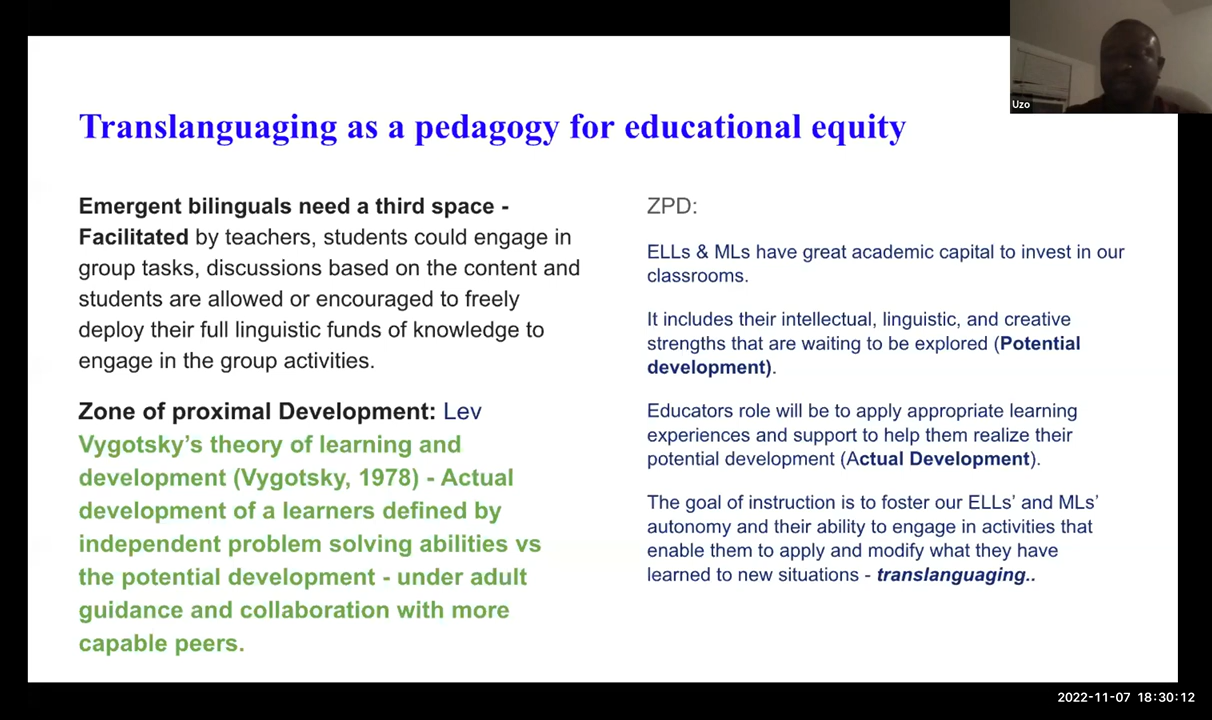 Uzo
Translanguaging as a pedagogy for educational equity
Emergent bilinguals need a third space -
Facilitated by teachers, students could engage in
group tasks, discussions based on the content and
students are allowed or encouraged to freely
deploy their full linguistic funds of knowledge to
engage in the group activities.
Zone of proximal Development: Lev
Vygotsky's theory of learning and
development (Vygotsky, 1978) - Actual
development of a learners defined by
independent problem solving abilities vs
the potential development - under adult
guidance and collaboration with more
capable peers.
ZPD:
ELLs & MLs have great academic capital to invest in our
classrooms.
It includes their intellectual, linguistic, and creative
strengths that are waiting to be explored (Potential
development).
Educators role will be to apply appropriate learning
experiences and support to help them realize their
potential development (Actual Development).
The goal of instruction is to foster our ELLs' and MLs'
autonomy and their ability to engage in activities that
enable them to apply and modify what they have
learned to new situations - translanguaging..
2022-11-07 18:30:12